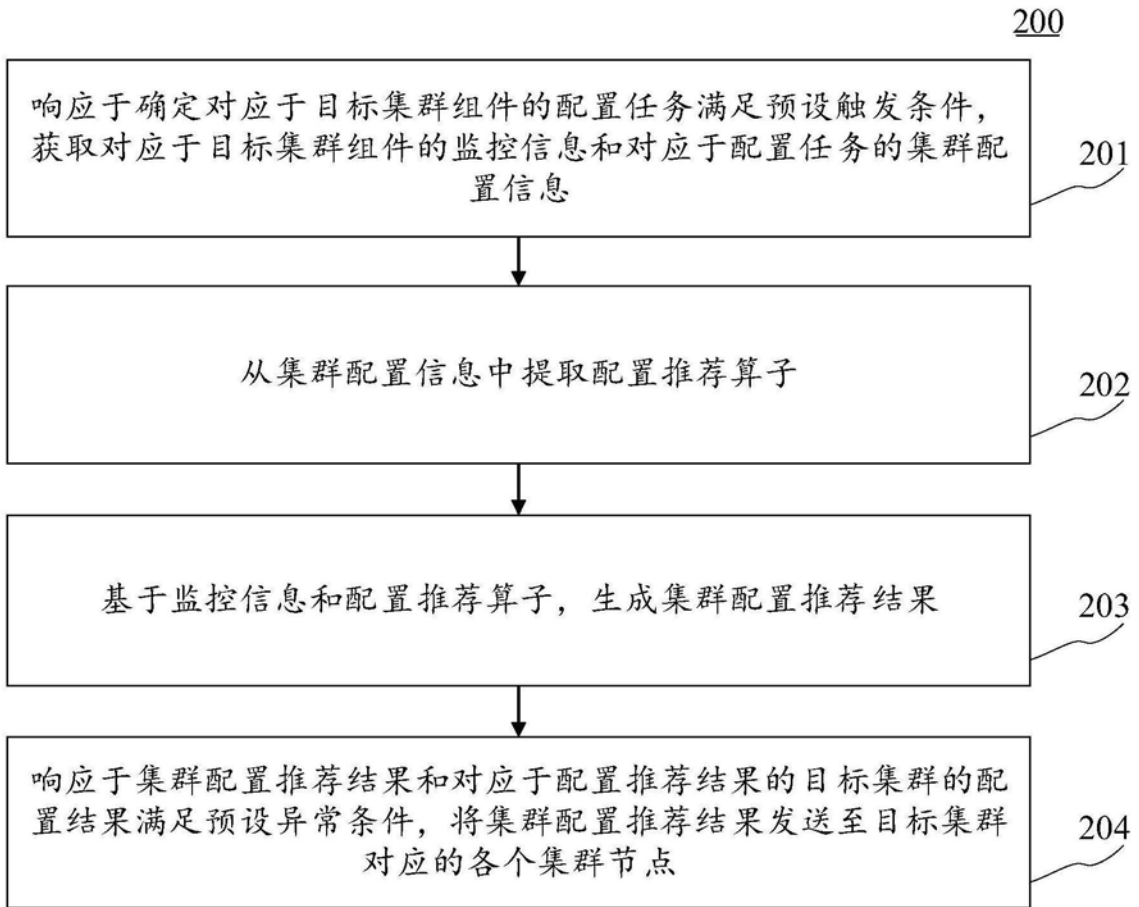 200
响应于确定对应于目标集群组件的配置任务满足预设触发条件，
获取对应于目标集群组件的监控信息和对应于配置任务的集群配
置信息
201
从集群配置信息中提取配置推荐算子
202
基于监控信息和配置推荐算子，生成集群配置推荐结果
203
响应于集群配置推荐结果和对应于配置推荐结果的目标集群的配
置结果满足预设异常条件，将集群配置推荐结果发送至目标集群
对应的各个集群节点
204